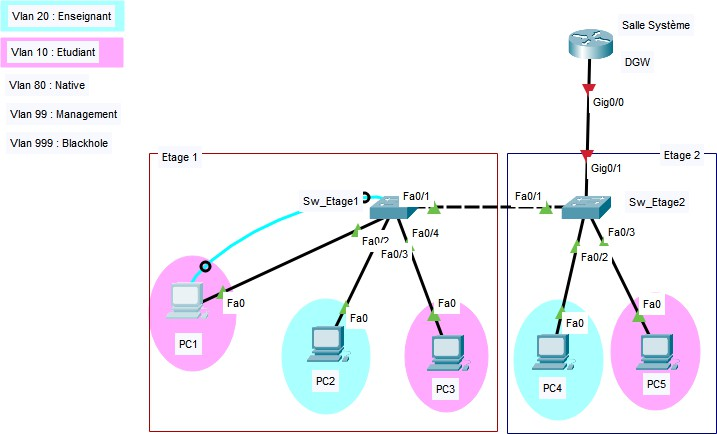 Vlan 20 : Enseignant
Vlan 10 : Etudiant
Vlan 80 : Native
Vlan 99 : Management
Vlan 999 : Blackhole
Salle Système
DGW
Gig0/0
Etage 1
Etage 2
Gig0/1
Sw_Etage1
Fa0/1
Fa0/1
Sw_Etage2
Fa0/2
Fa0/4
Fa0/3
Fa0/3
Fa0/2
Fa0
Fa0
Fa0
Fa0
Fa0
PC1
PC2
PC3
PC4
PC5